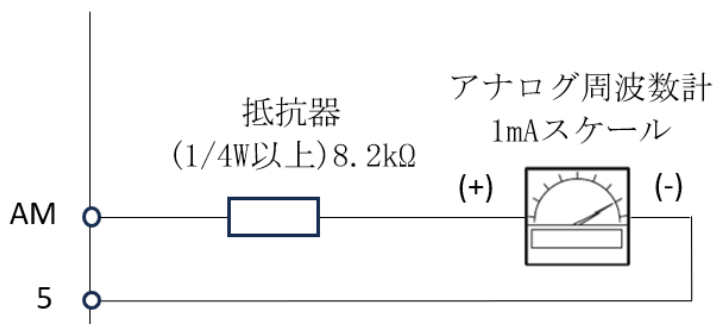 アナログ周波数計
1mAスケール
抵抗器
(1/4W以上)8.2kΩ
(+)
(-)
AM
5